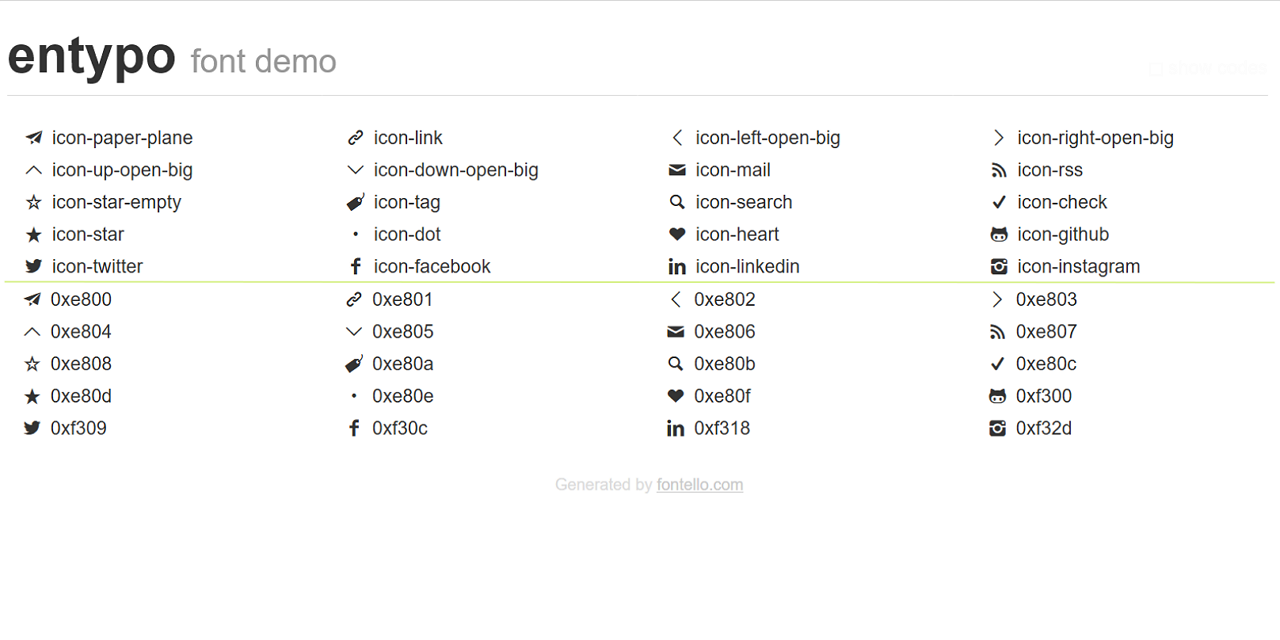 entypo font demo
icon-paper-plane icon-link icon-left-open-big icon-right-open-big
icon-up-open-big icon-down-open-big icon-mail icon-rss
icon-star-empty icon-tag icon-search icon-check
icon-star icon-dot icon-heart icon-github
icon-twitter icon-facebook icon-linkedin icon-instagram
0xe800 0xe801 0xe802 0xe803
0xe804 0xe805 0xe806 0xe807
0xe808 0xe80a 0xe80b 0xe80c
0xe80d 0xe80e 0xe80f 0xf300
0xf309 0xf30c 0xf318 0xf32d
Generated by fontello.com